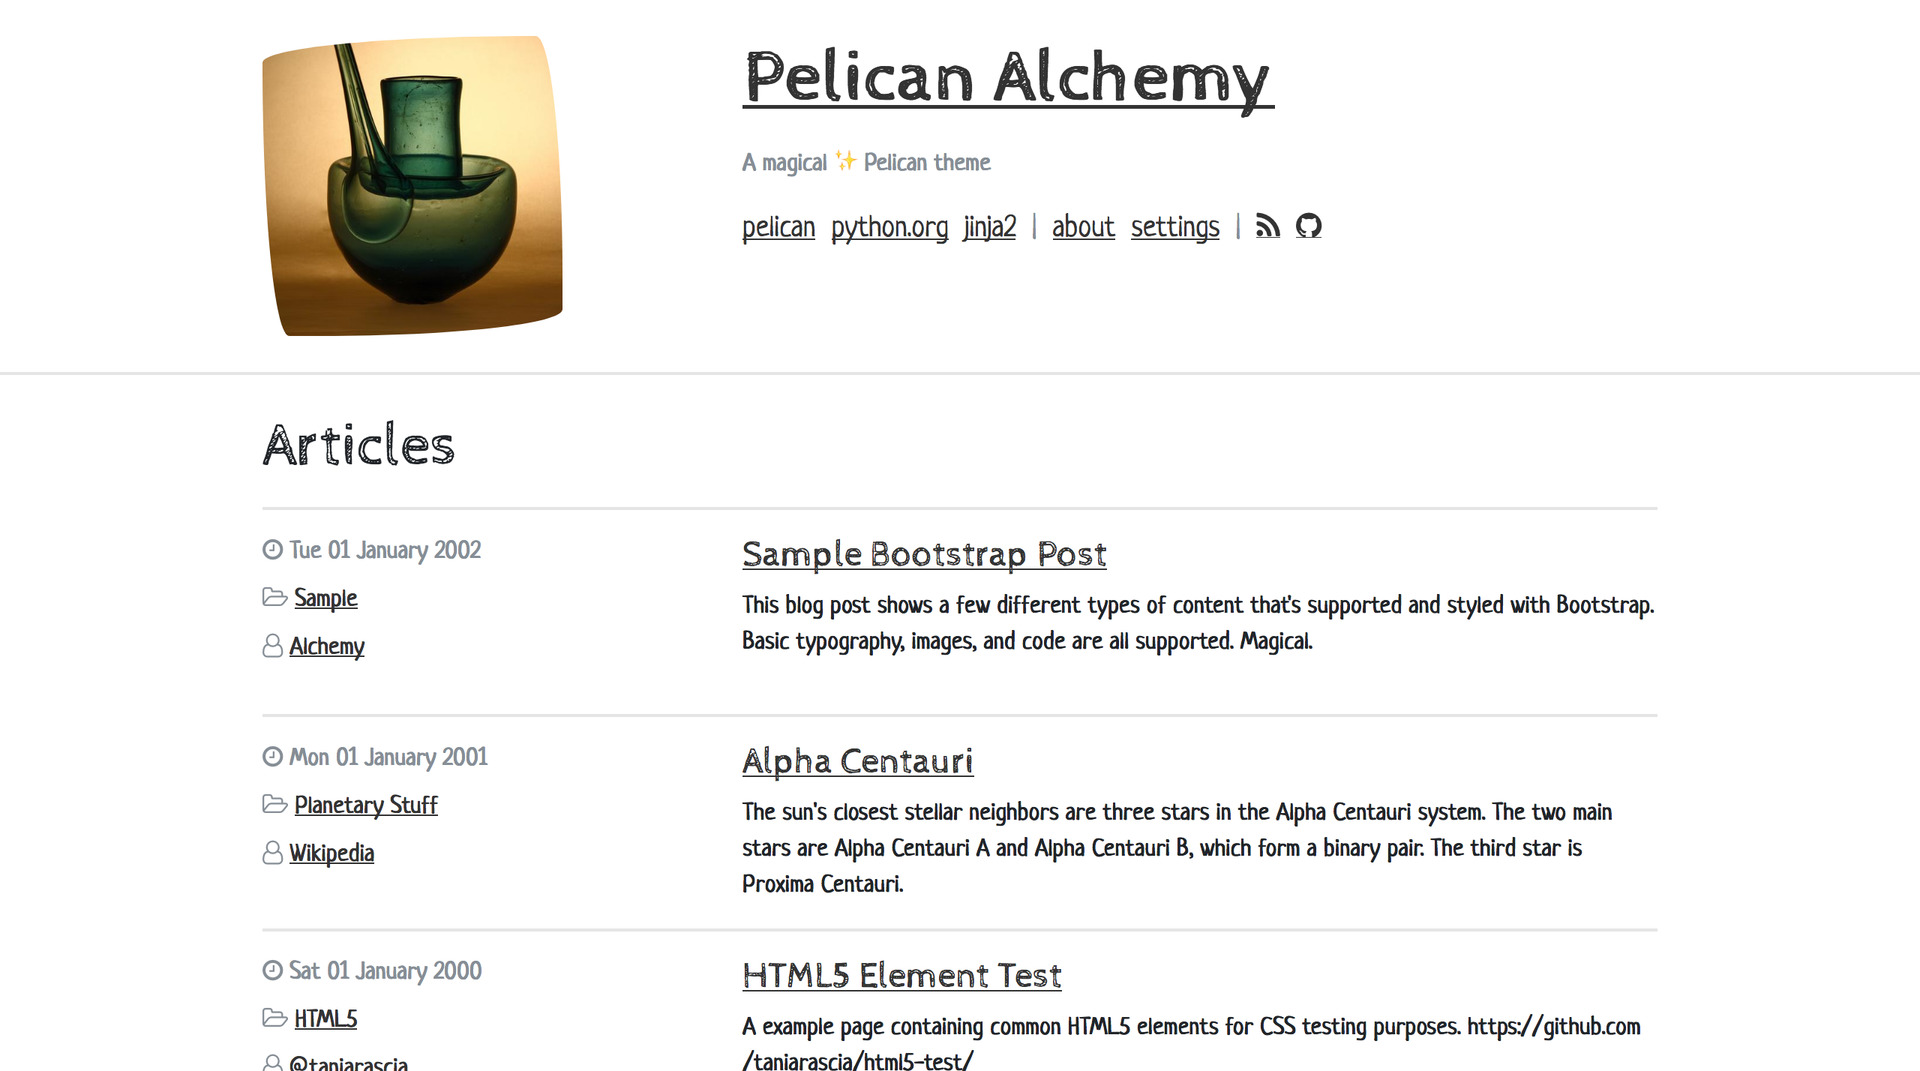 Pelican Alchemy
A magical ✨ Pelican theme
pelican python.org jinja2 | about settings |
Articles
Tue 01 January 2002
Sample
Alchemy
Sample Bootstrap Post
This blog post shows a few different types of content that's supported and styled with Bootstrap.
Basic typography, images, and code are all supported. Magical.
Mon 01 January 2001
Planetary Stuff
Wikipedia
Alpha Centauri
The sun's closest stellar neighbors are three stars in the Alpha Centauri system. The two main
stars are Alpha Centauri A and Alpha Centauri B, which form a binary pair. The third star is
Proxima Centauri.
Sat 01 January 2000
HTML5
@taniarascia
HTML5 Element Test
A example page containing common HTML5 elements for CSS testing purposes. https://github.com
/taniarascia/html5-test/